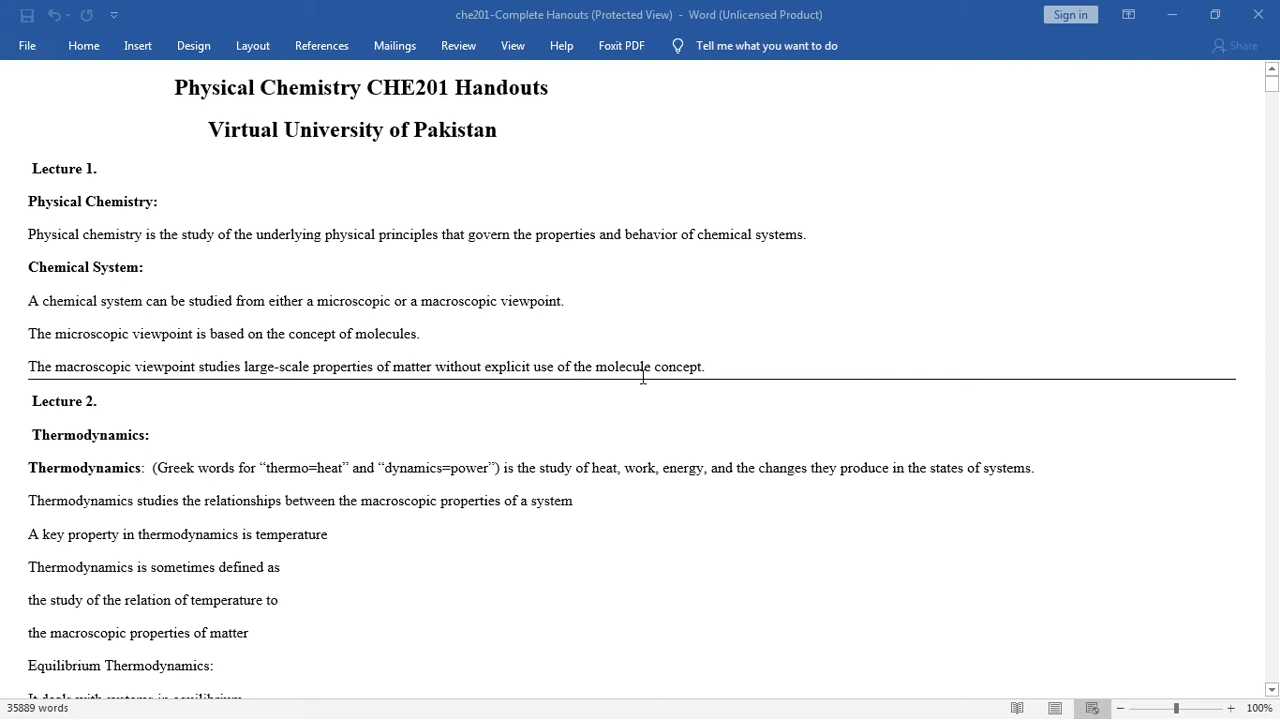 che201-Complete Hanouts (Protected View) - Word (Unlicensed Product)
Sign in
File Home Insert Design Layout References Mailings Review View Help Foxit PDF Tell me what you want to do Share
Physical Chemistry CHE201 Handouts
Virtual University of Pakistan
Lecture 1.
Physical Chemistry:
Physical chemistry is the study of the underlying physical principles that govern the properties and behavior of chemical systems.
Chemical System:
A chemical system can be studied from either a microscopic or a macroscopic viewpoint.
The microscopic viewpoint is based on the concept of molecules.
The macroscopic viewpoint studies large-scale properties of matter without explicit use of the molecule concept.
Lecture 2.
Thermodynamics:
Thermodynamics: (Greek words for “thermo=heat” and “dynamics=power”) is the study of heat, work, energy, and the changes they produce in the states of systems.
Thermodynamics studies the relationships between the macroscopic properties of a system
A key property in thermodynamics is temperature
Thermodynamics is sometimes defined as
the study of the relation of temperature to
the macroscopic properties of matter
Equilibrium Thermodynamics:
It deals with systems in equilibrium
35889 words
100%